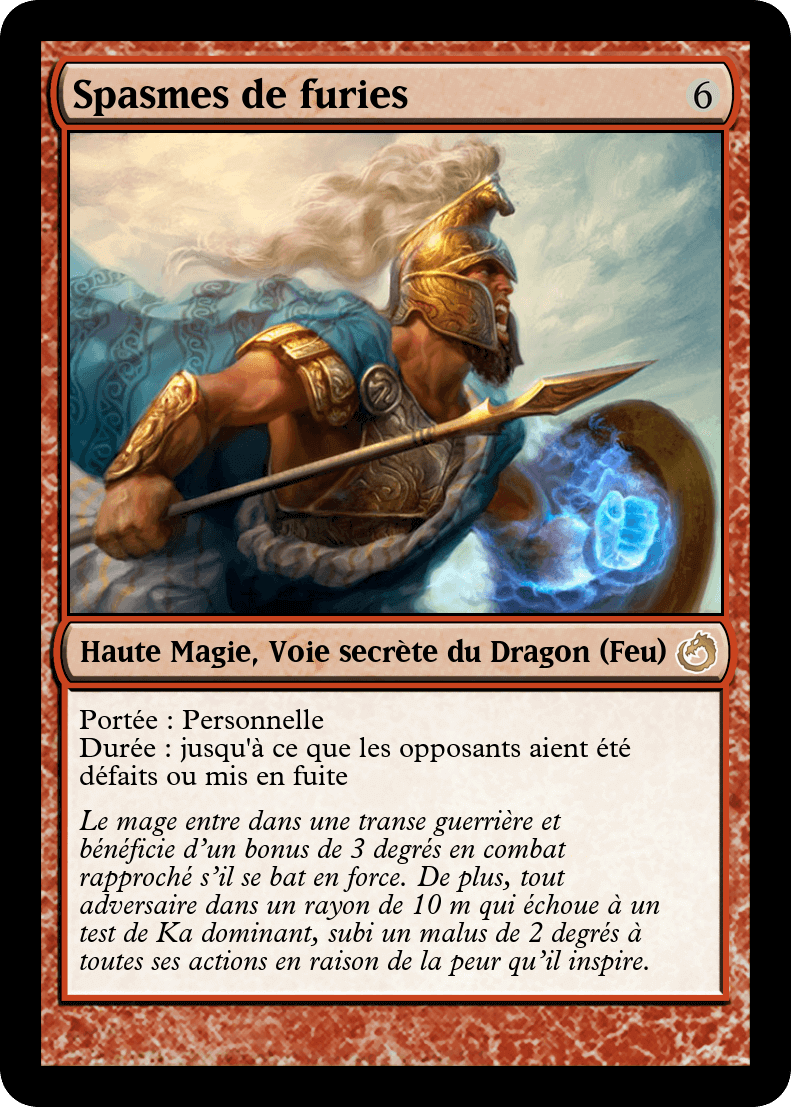 Spasmes de furies
6
Haute Magie, Voie secrète du Dragon (Feu)
Portée : Personnelle
Durée : jusqu'à ce que les opposants aient été
défaits ou mis en fuite
Le mage entre dans une transe guerrière et
bénéficie d’un bonus de 3 degrés en combat
rapproché s’il se bat en force. De plus, tout
adversaire dans un rayon de 10 m qui échoue à un
test de Ka dominant, subi un malus de 2 degrés à
toutes ses actions en raison de la peur qu’il inspire.